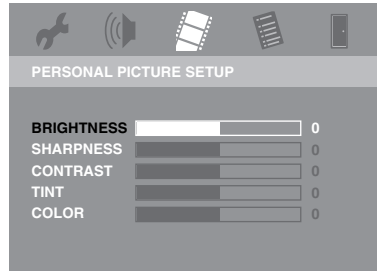 PERSONAL PICTURE SETUP
BRIGHTNESS 0
SHARPNESS 0
CONTRAST 0
TINT 0
COLOR 0